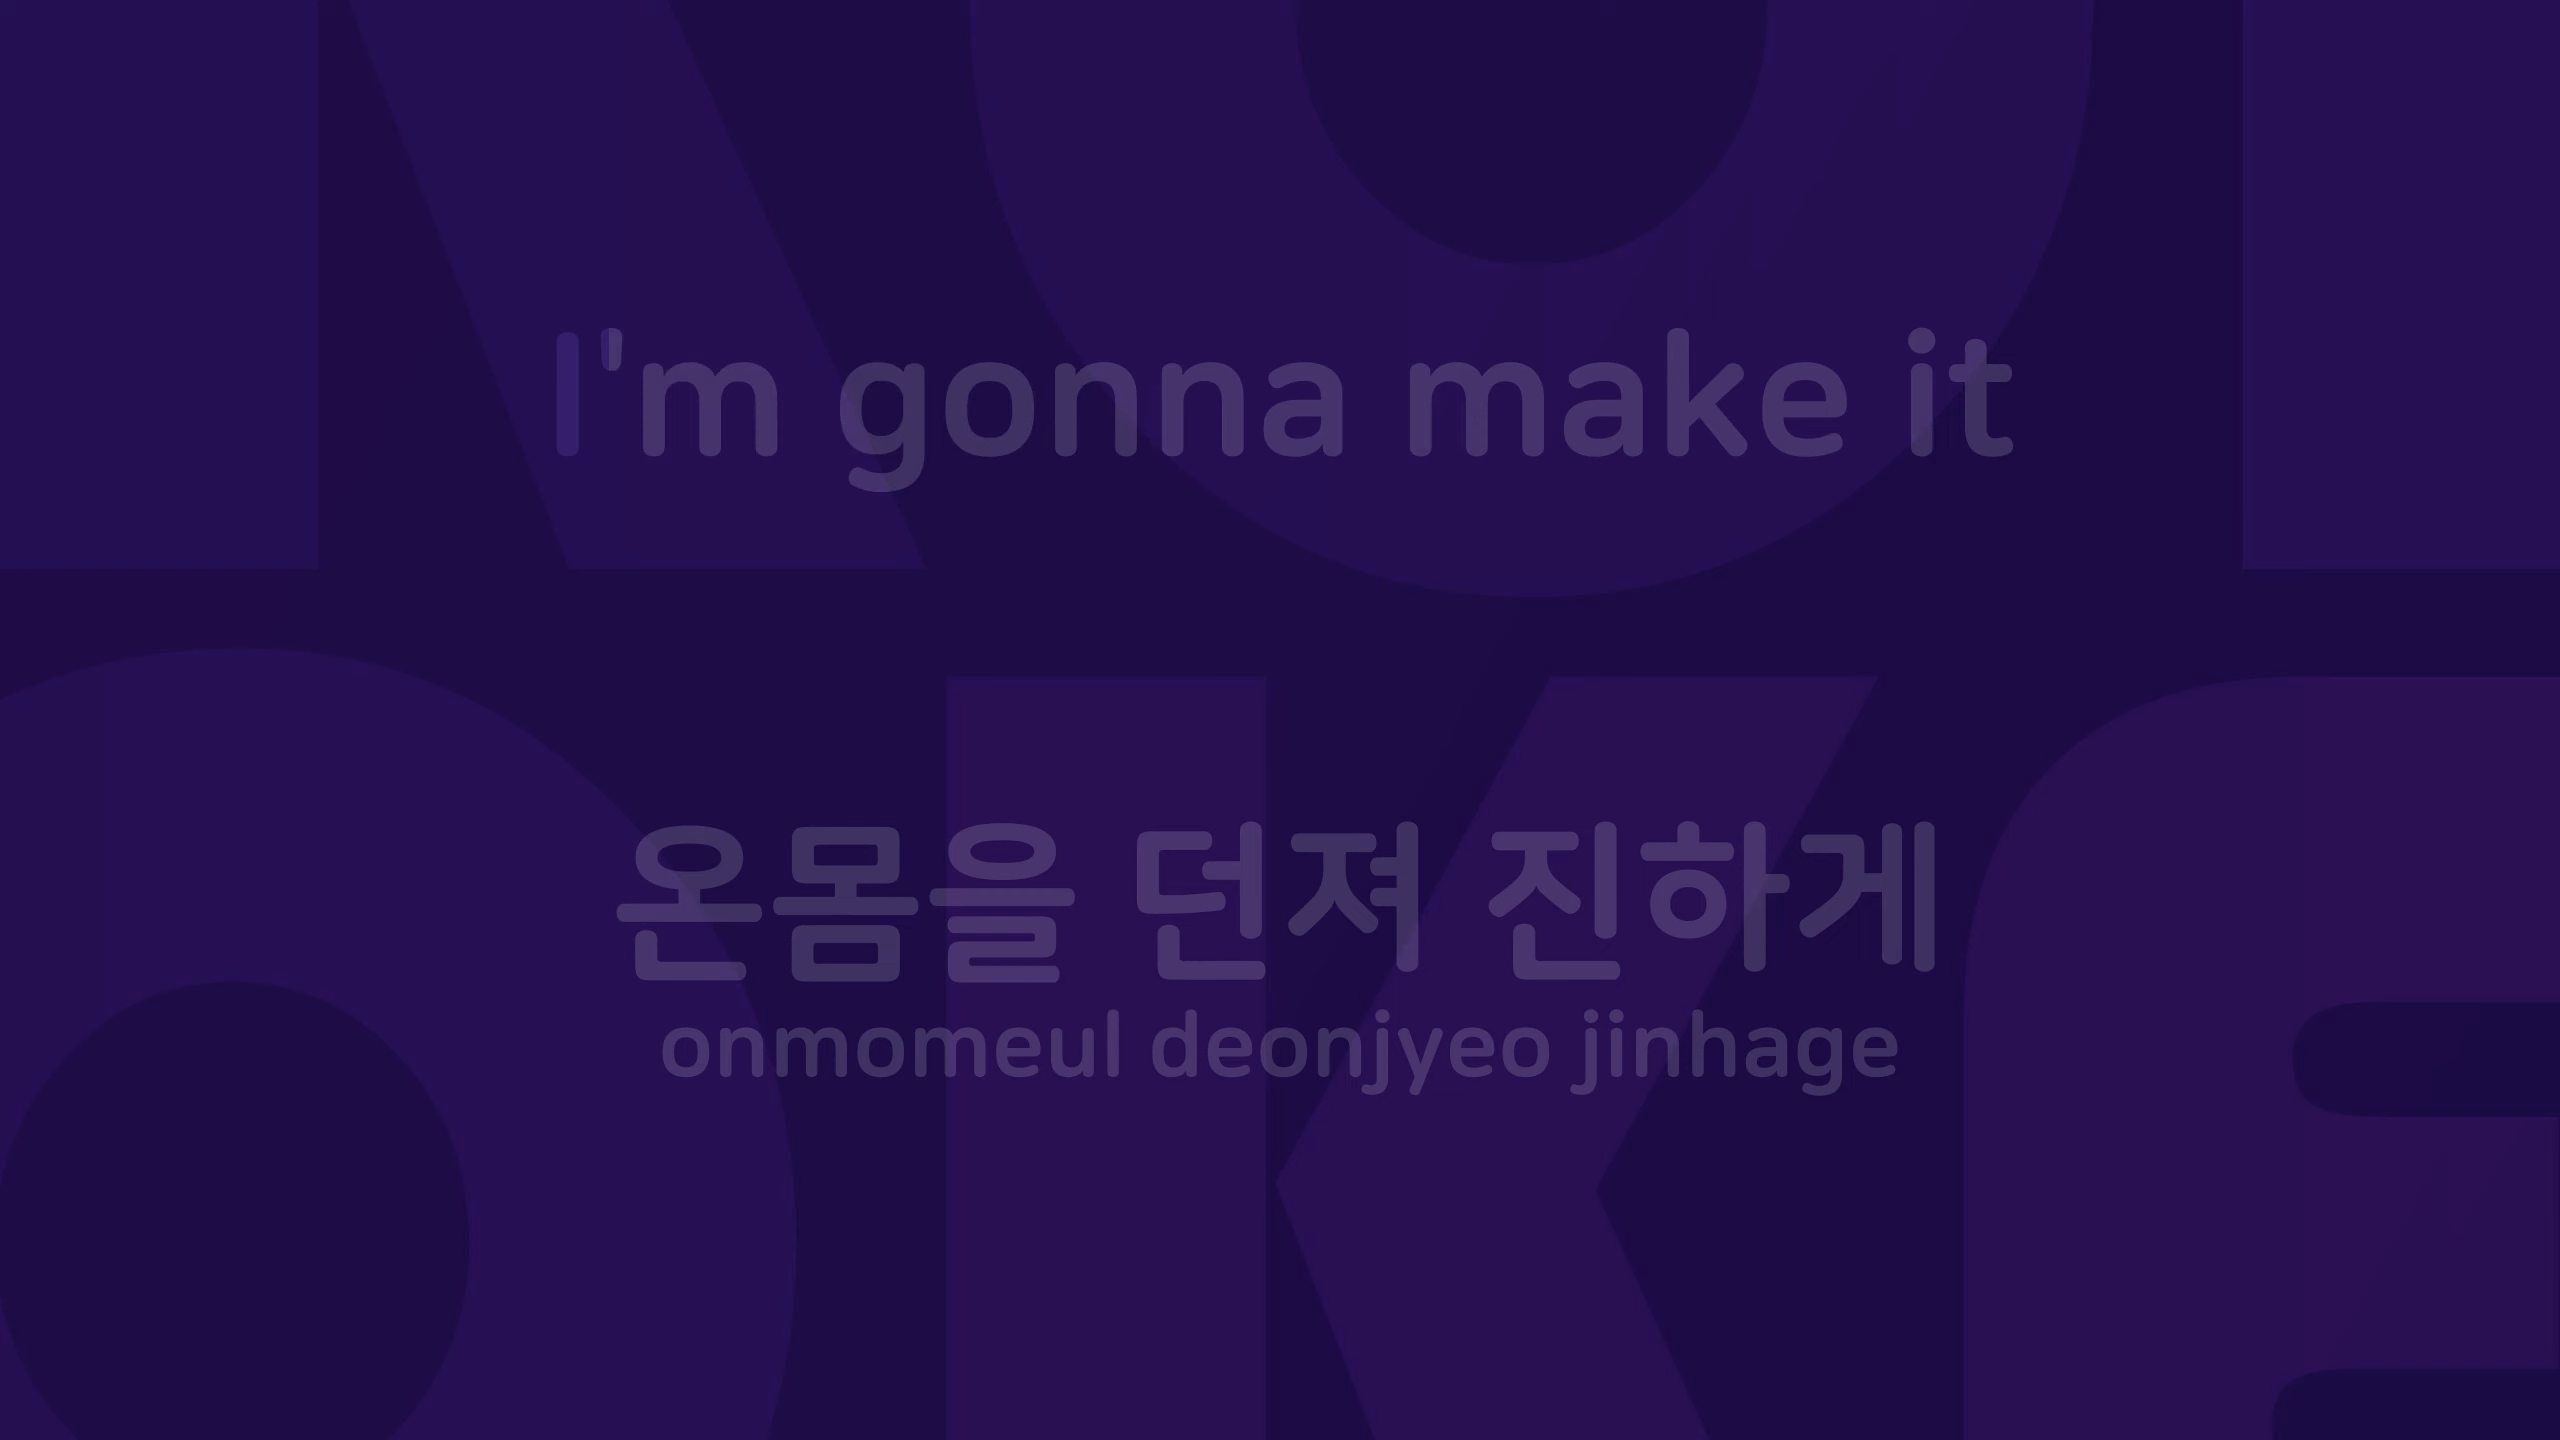 I'm gonna make it
온몸을 던져 진하게
onmomeul deonjyeo jinhage